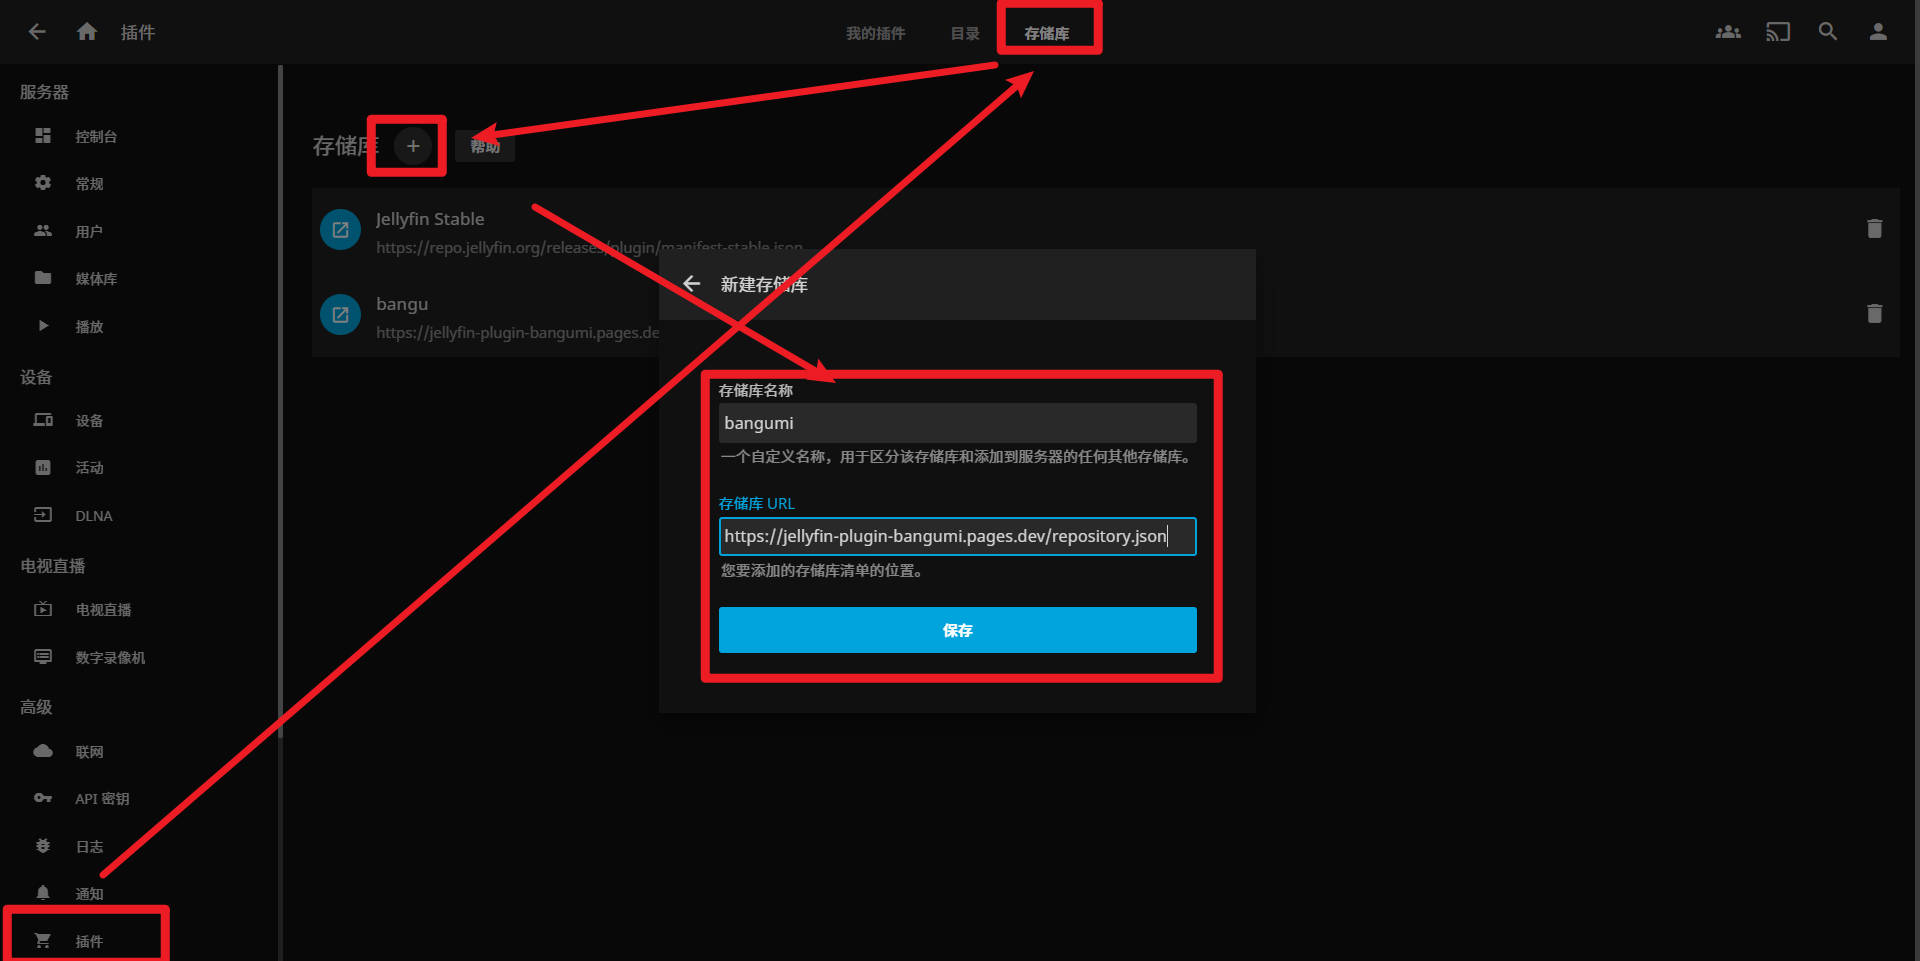 插件
我的插件
目录
存储库
服务器
控制台
常规
用户
媒体库
播放
设备
设备
活动
DLNA
电视直播
电视直播
数字录像机
高级
联网
API 密钥
日志
通知
插件
存储库
+
帮助
Jellyfin Stable
https://repo.jellyfin.org/releases/plugin/manifest-stable.json
bangu
https://jellyfin-plugin-bangumi.pages.de
新建存储库
存储库名称
bangumi
一个自定义名称，用于区分该存储库和添加到服务器的任何其他存储库。
存储库 URL
https://jellyfin-plugin-bangumi.pages.dev/repository.json
您要添加的存储库清单的位置。
保存